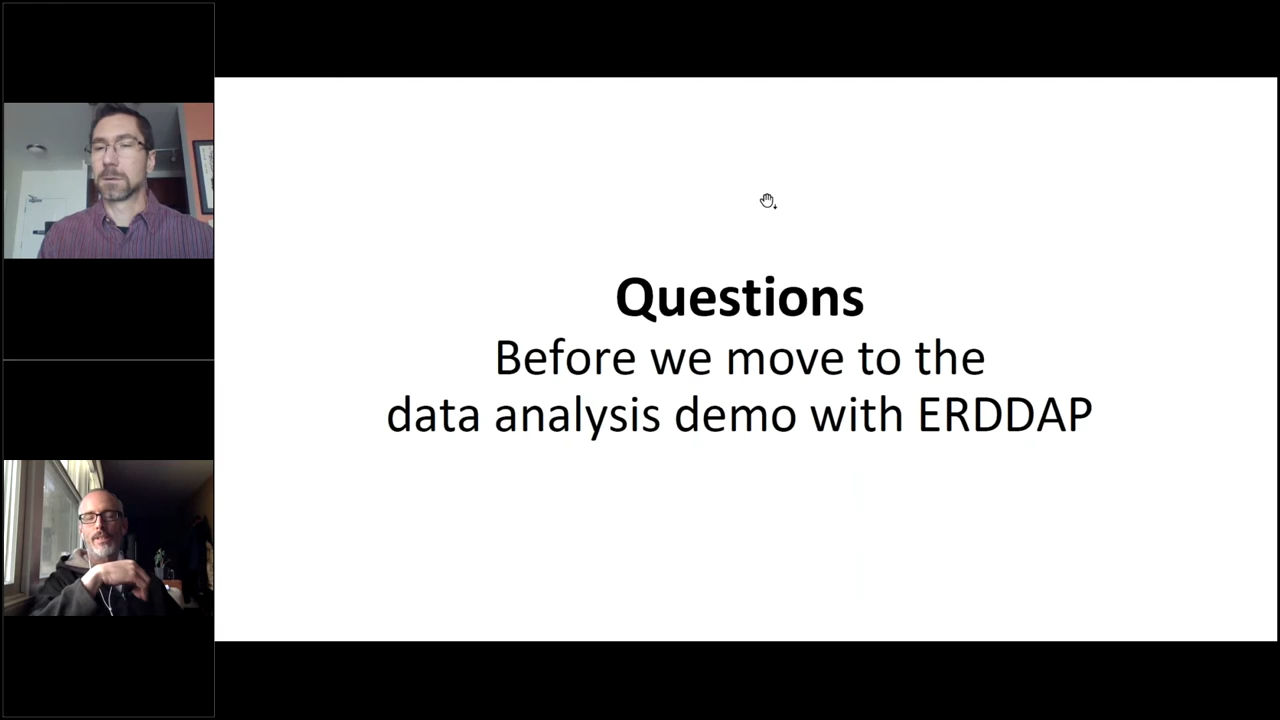 Questions
Before we move to the
data analysis demo with ERDDAP